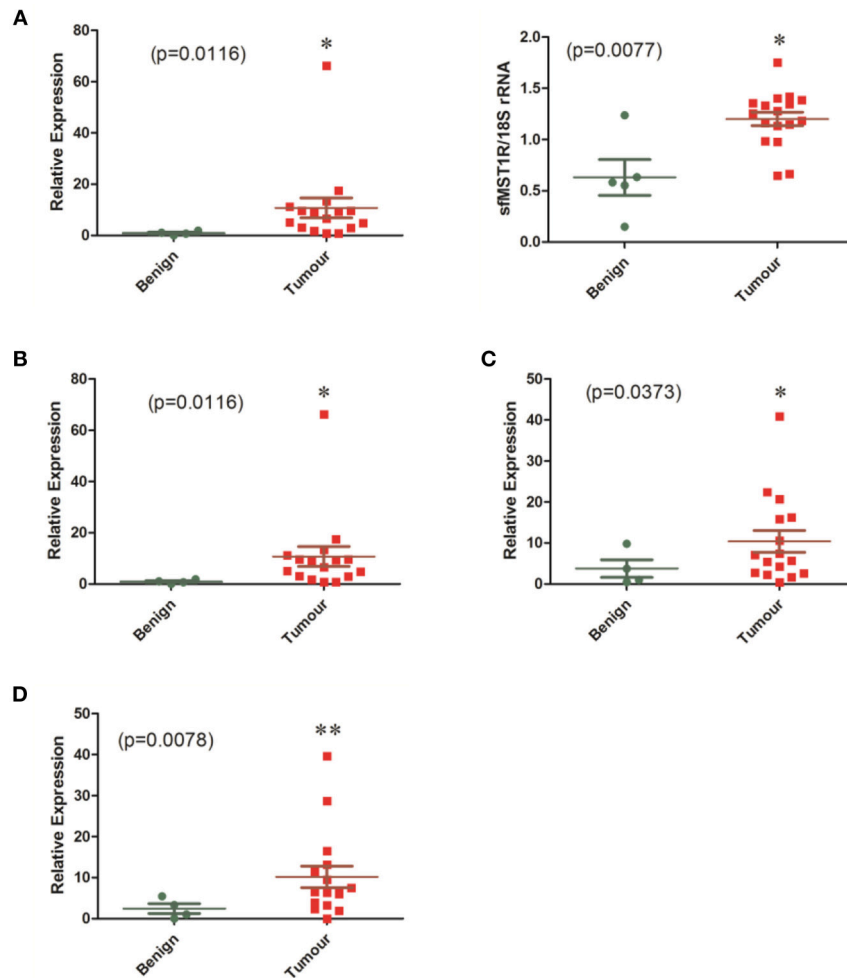 A
80
60
40
20
0
Relative Expression
(p=0.0116)
*
Benign
Tumour
2.0
1.5
1.0
0.5
0.0
sfMST1R/18S rRNA
(p=0.0077)
*
Benign
Tumour
B
80
60
40
20
0
Relative Expression
(p=0.0116)
*
Benign
Tumour
C
50
40
30
20
10
0
Relative Expression
(p=0.0373)
*
Benign
Tumour
D
50
40
30
20
10
0
Relative Expression
(p=0.0078)
**
Benign
Tumour